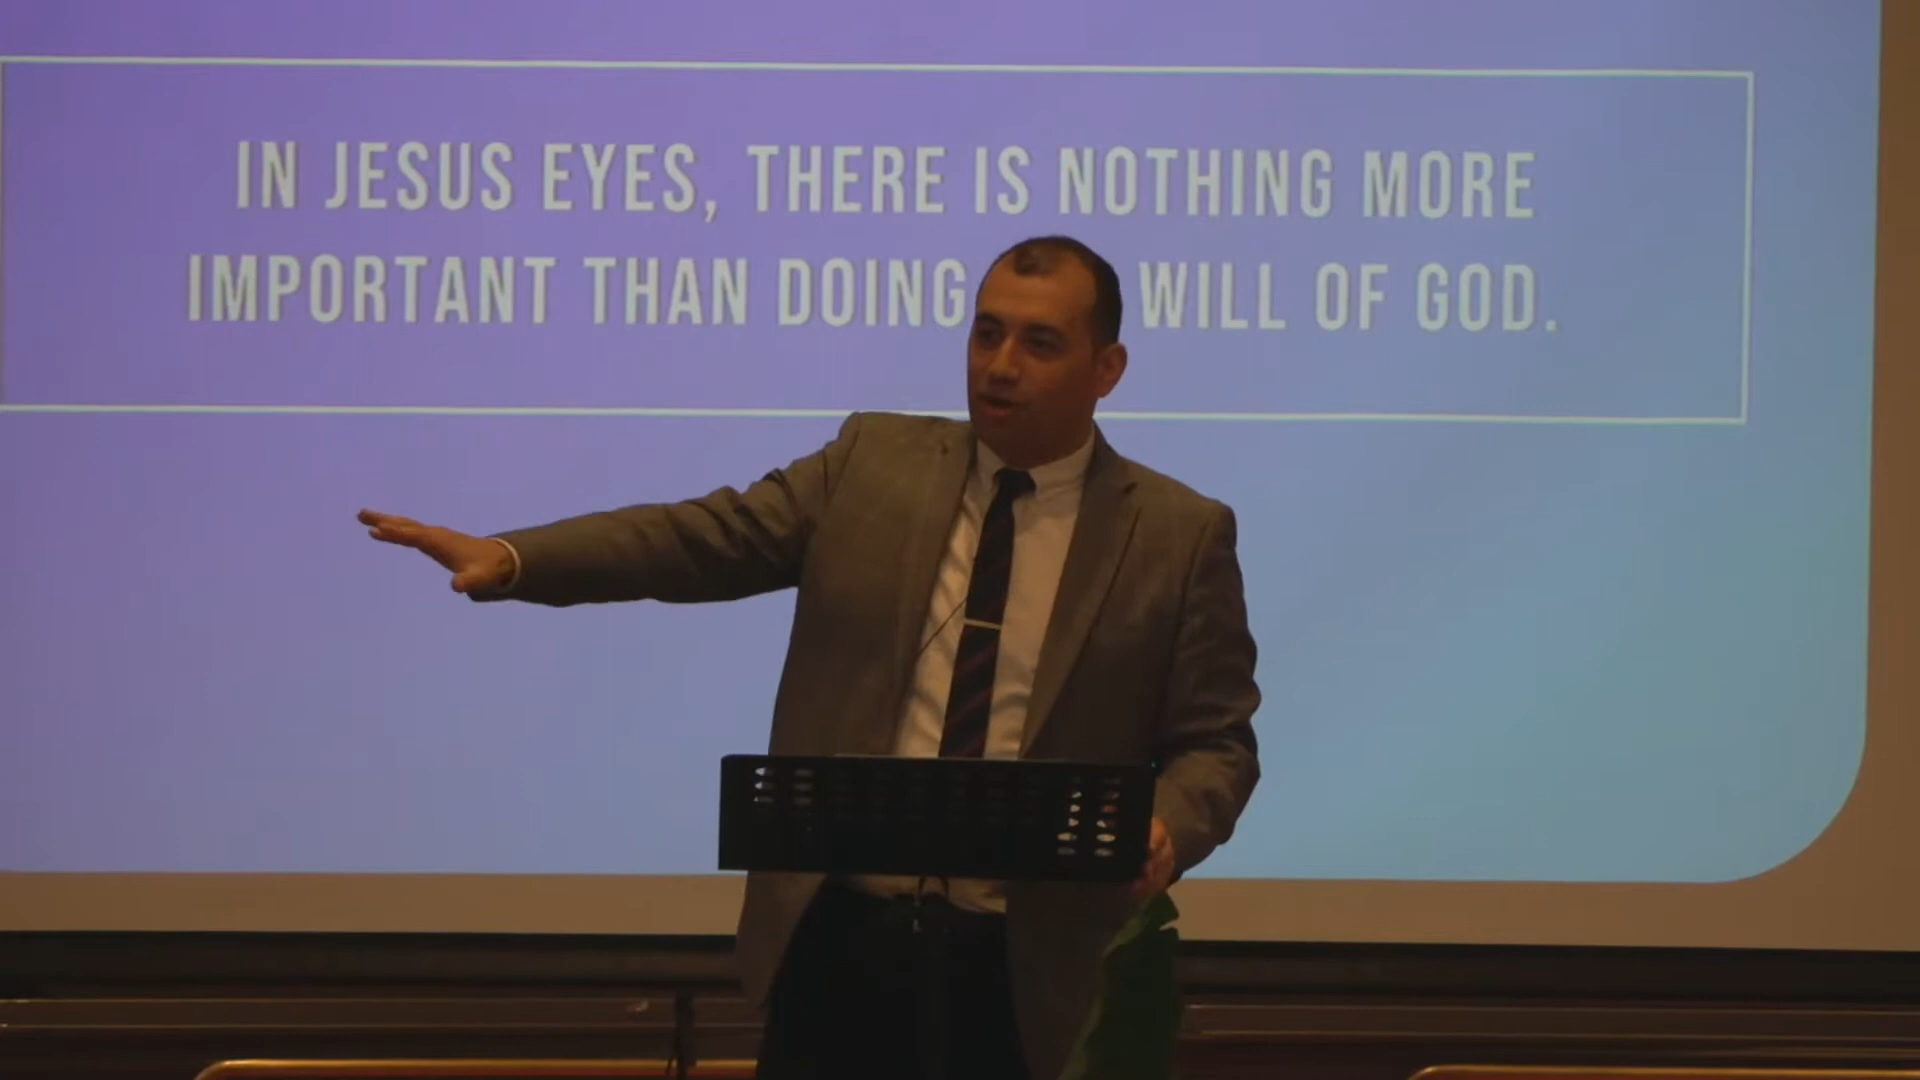 IN JESUS EYES, THERE IS NOTHING MORE
IMPORTANT THAN DOING WILL OF GOD.